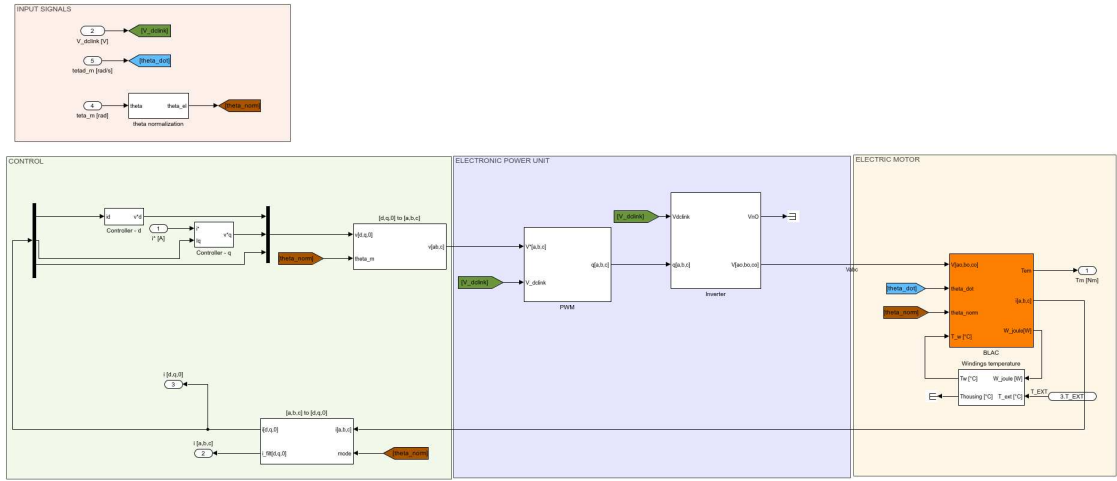 INPUT SIGNALS
2
V_dclink [V]
[V_dclink]
5
tetad_m [rad/s]
[theta_dot]
4
teta_m [rad]
theta
theta_el
theta normalization
[theta_norm]
CONTROL
id
v*d
Controller - d
1
i* [A]
i*
Iq
v*q
Controller - q
[theta_norm]
[d,q,0] to [a,b,c]
v[d,q,0]
theta_m
v[ab,c]
i [d,q,0]
3
i [a,b,c]
2
[a,b,c] to [d,q,0]
i[d,q,0]
i_filt[d,q,0]
I[a,b,c]
mode
[theta_norm]
ELECTRONIC POWER UNIT
[V_dclink]
V*[a,b,c]
V_dclink
q[a,b,c]
PWM
[V_dclink]
Vdclink
q[a,b,c]
Vn0
V[ao,bo,co]
Inverter
Vabc
ELECTRIC MOTOR
[theta_dot]
[theta_norm]
V[ao,bo,co]
theta_dot
theta_norm
T_w [°C]
Tem
I[a,b,c]
W_joule[W]
BLAC
1
Tm [Nm]
Windings temperature
Tw [°C]
W_joule [W]
Thousing [°C]
T_ext [°C]
T_EXT
3.T_EXT